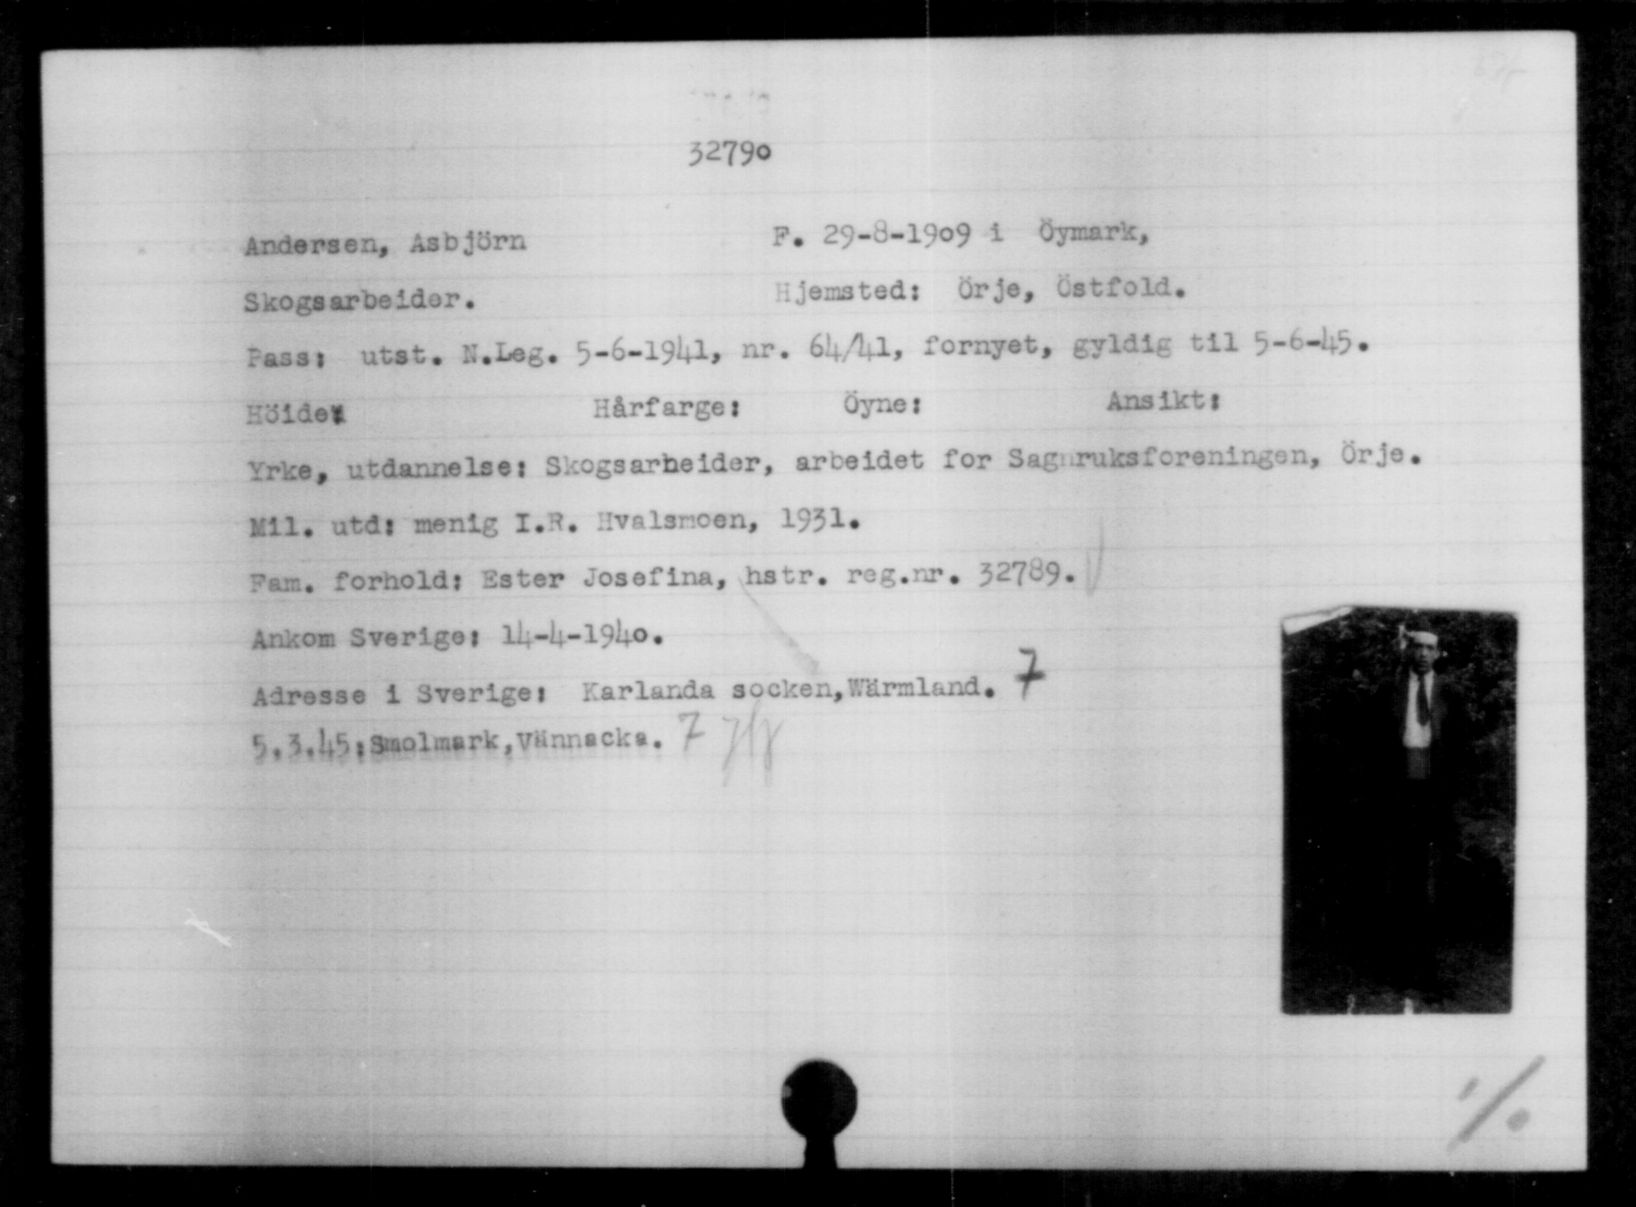 32790
Andersen, Asbjörn F. 29-8-1909 i Öymark,
Skogsarbeider. Hjemsted: Örje, Östfold.
Pass: utst. N.Leg. 5-6-1941, nr. 64/41, fornyet, gyldig til 5-6-45.
Höide: Hårfarge: Öyne: Ansikt:
Yrke, utdannelse: Skogsarbeider, arbeidet for Sagbruksforeningen, Örje.
Mil. utd: menig I.R. Hvalsmoen, 1931.
Fam. forhold: Ester Josefina, hstr. reg.nr. 32789.
Ankom Sverige: 14-4-1940.
Adresse i Sverige: Karlanda socken,Wärmland. 7
5.3.45:Smolmark,Vännacka. 7